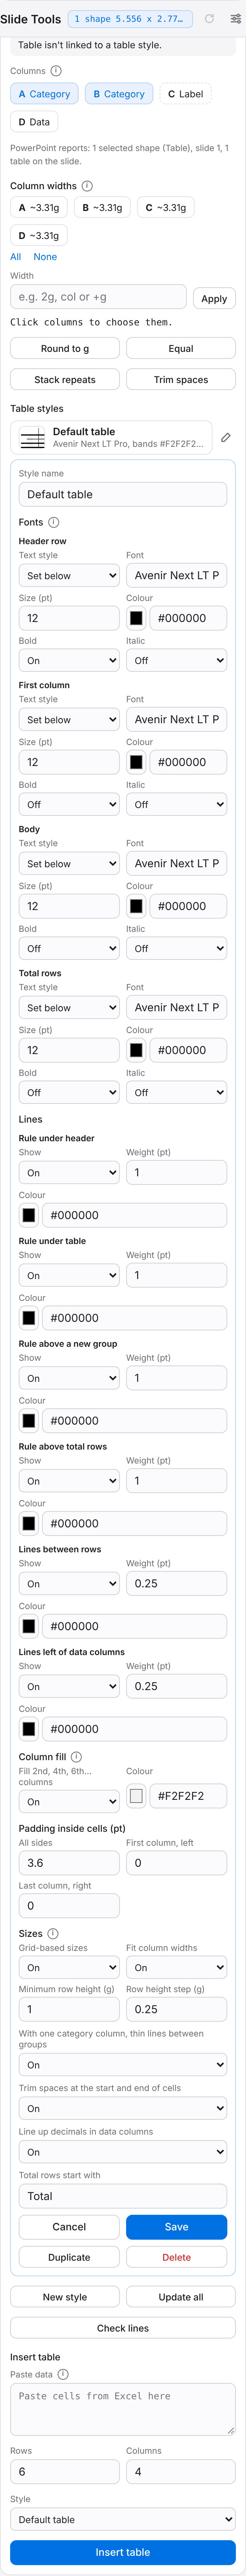 Slide Tools 1 shape 5.556 x 2.77…
Table isn't linked to a table style.
Columns
A Category B Category C Label
D Data
PowerPoint reports: 1 selected shape (Table), slide 1, 1
table on the slide.
Column widths
A ~3.31g B ~3.31g C ~3.31g
D ~3.31g
All None
Width
e.g. 2g, col or +g Apply
Click columns to choose them.
Round to g Equal
Stack repeats Trim spaces
Table styles
Default table
Avenir Next LT Pro, bands #F2F2F2…
Style name
Default table
Fonts
Header row
Text style Font
Set below Avenir Next LT P
Size (pt) Colour
12 #000000
Bold Italic
On Off
First column
Text style Font
Set below Avenir Next LT P
Size (pt) Colour
12 #000000
Bold Italic
Off Off
Body
Text style Font
Set below Avenir Next LT P
Size (pt) Colour
12 #000000
Bold Italic
Off Off
Total rows
Text style Font
Set below Avenir Next LT P
Size (pt) Colour
12 #000000
Bold Italic
Off Off
Lines
Rule under header
Show Weight (pt)
On 1
Colour
#000000
Rule under table
Show Weight (pt)
On 1
Colour
#000000
Rule above a new group
Show Weight (pt)
On 1
Colour
#000000
Rule above total rows
Show Weight (pt)
On 1
Colour
#000000
Lines between rows
Show Weight (pt)
On 0.25
Colour
#000000
Lines left of data columns
Show Weight (pt)
On 0.25
Colour
#000000
Column fill
Fill 2nd, 4th, 6th… Colour
columns
On #F2F2F2
Padding inside cells (pt)
All sides First column, left
3.6 0
Last column, right
0
Sizes
Grid-based sizes Fit column widths
On On
Minimum row height (g) Row height step (g)
1 0.25
With one category column, thin lines between
groups
On
Trim spaces at the start and end of cells
On
Line up decimals in data columns
On
Total rows start with
Total
Cancel Save
Duplicate Delete
New style Update all
Check lines
Insert table
Paste data
Paste cells from Excel here
Rows Columns
6 4
Style
Default table
Insert table